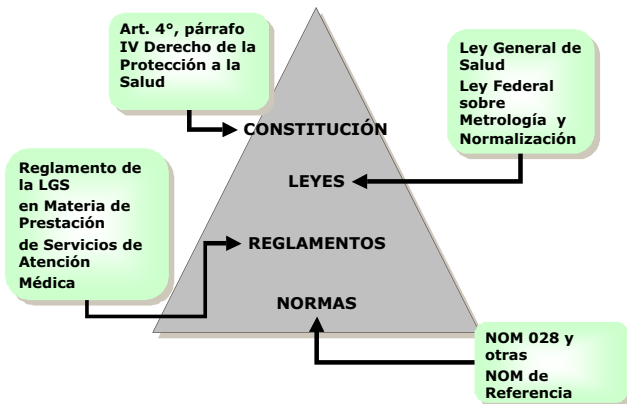 Art. 4°, párrafo
IV Derecho de la
Protección a la
Salud
Ley General de
Salud
Ley Federal
sobre
Metrología y
Normalización
CONSTITUCIÓN
LEYES
Reglamento de
la LGS
en Materia de
Prestación
de Servicios de
Atención
Médica
REGLAMENTOS
NORMAS
NOM 028 y
otras
NOM de
Referencia